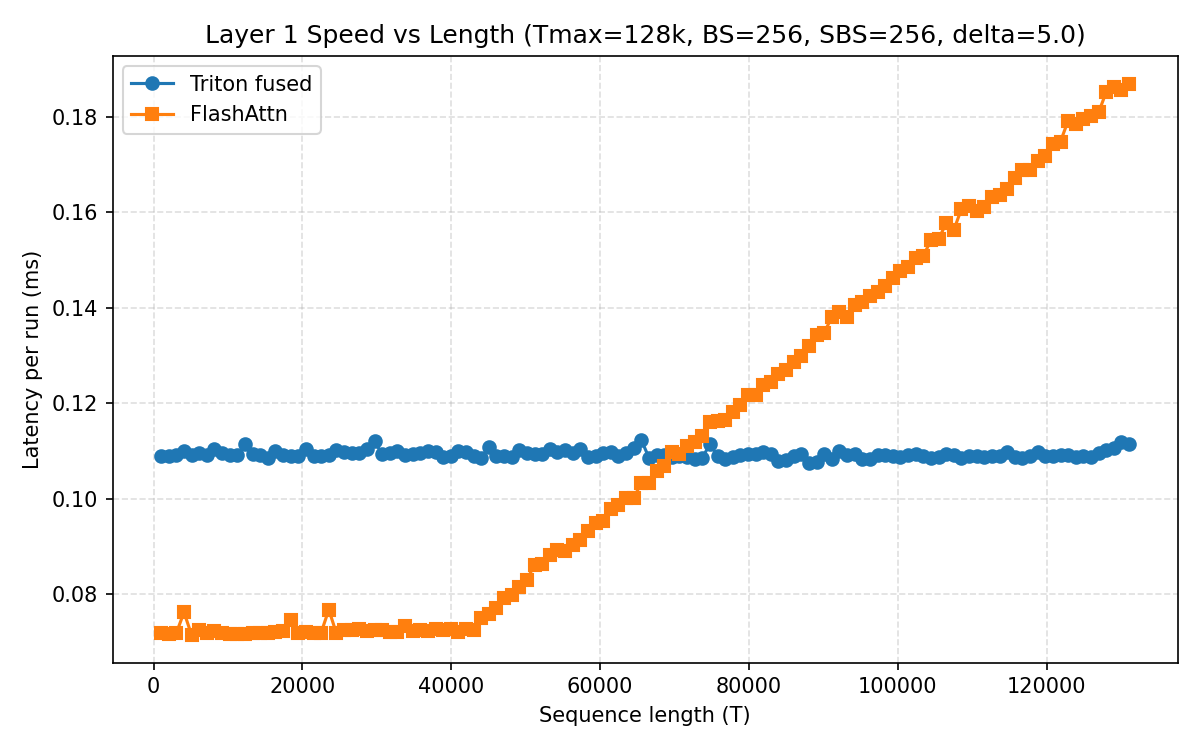 Layer 1 Speed vs Length (Tmax=128k, BS=256, SBS=256, delta=5.0)
Triton fused
FlashAttn
Latency per run (ms)
0.18
0.16
0.14
0.12
0.10
0.08
0 20000 40000 60000 80000 100000 120000
Sequence length (T)